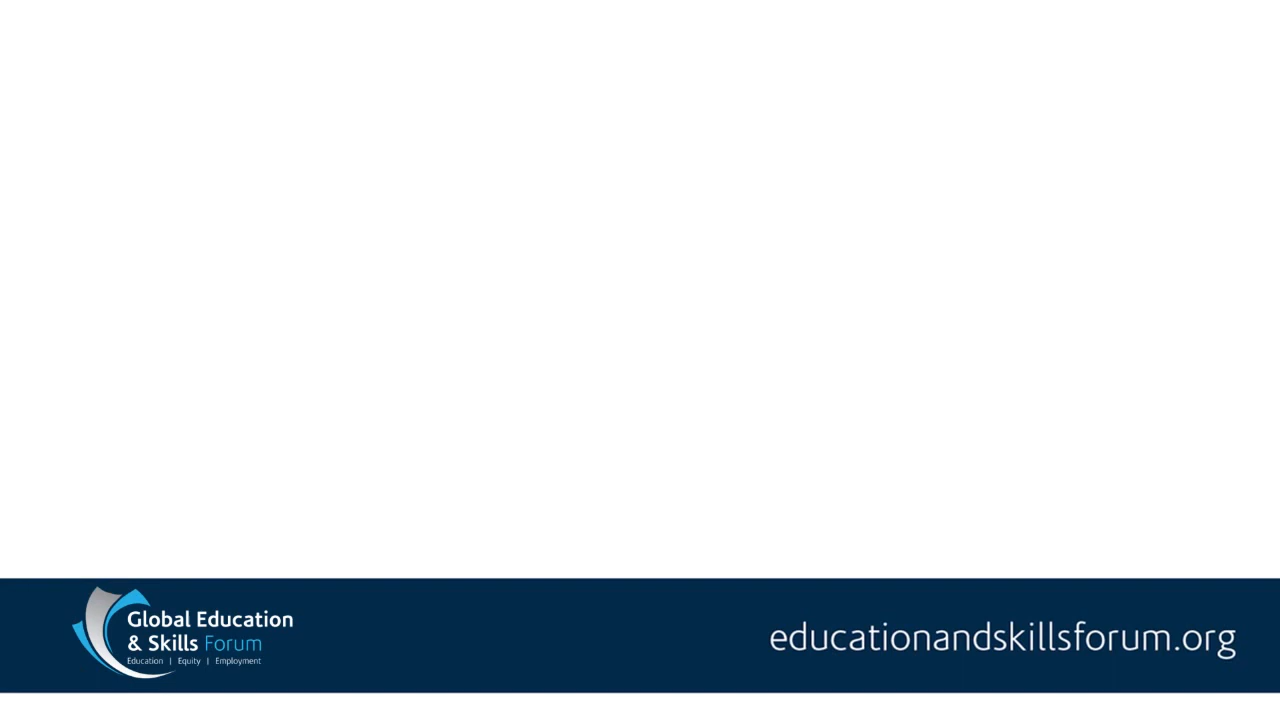 Global Education
& Skills Forum
Education | Equity | Employment
educationandskillsforum.org